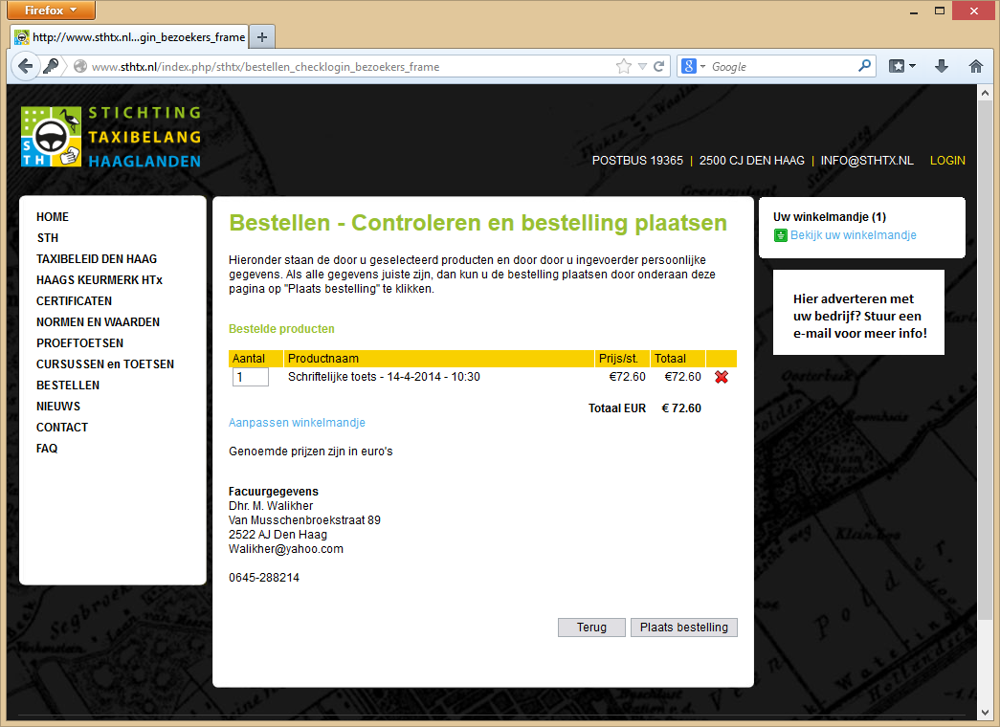 Firefox
http://www.sthtx.nl...gin_bezoekers_frame
www.sthtx.nl/index.php/sthtx/bestellen_checklogin_bezoekers_frame
8
Google
STH
STICHTING
TAXIBELANG
HAAGLANDEN
POSTBUS 19365 | 2500 CJ DEN HAAG | INFO@STHTX.NL LOGIN
HOME
STH
TAXIBELEID DEN HAAG
HAAGS KEURMERK HTx
CERTIFICATEN
NORMEN EN WAARDEN
PROEFTOETSEN
CURSUSSEN en TOETSEN
BESTELLEN
NIEUWS
CONTACT
FAQ
Bestellen - Controleren en bestelling plaatsen
Hieronder staan de door u geselecteerd producten en door door u ingevoerder persoonlijke
gegevens. Als alle gegevens juiste zijn, dan kun u de bestelling plaatsen door onderaan deze
pagina op "Plaats bestelling" te klikken.
Bestelde producten
Aantal Productnaam Prijs/st. Totaal
1 Schriftelijke toets - 14-4-2014 - 10:30 €72.60 €72.60
Totaal EUR € 72.60
Aanpassen winkelmandje
Genoemde prijzen zijn in euro's
Facuurgegevens
Dhr. M. Walikher
Van Musschenbroekstraat 89
2522 AJ Den Haag
Walikher@yahoo.com
0645-288214
Terug Plaats bestelling
Uw winkelmandje (1)
Bekijk uw winkelmandje
Hier adverteren met
uw bedrijf? Stuur een
e-mail voor meer info!